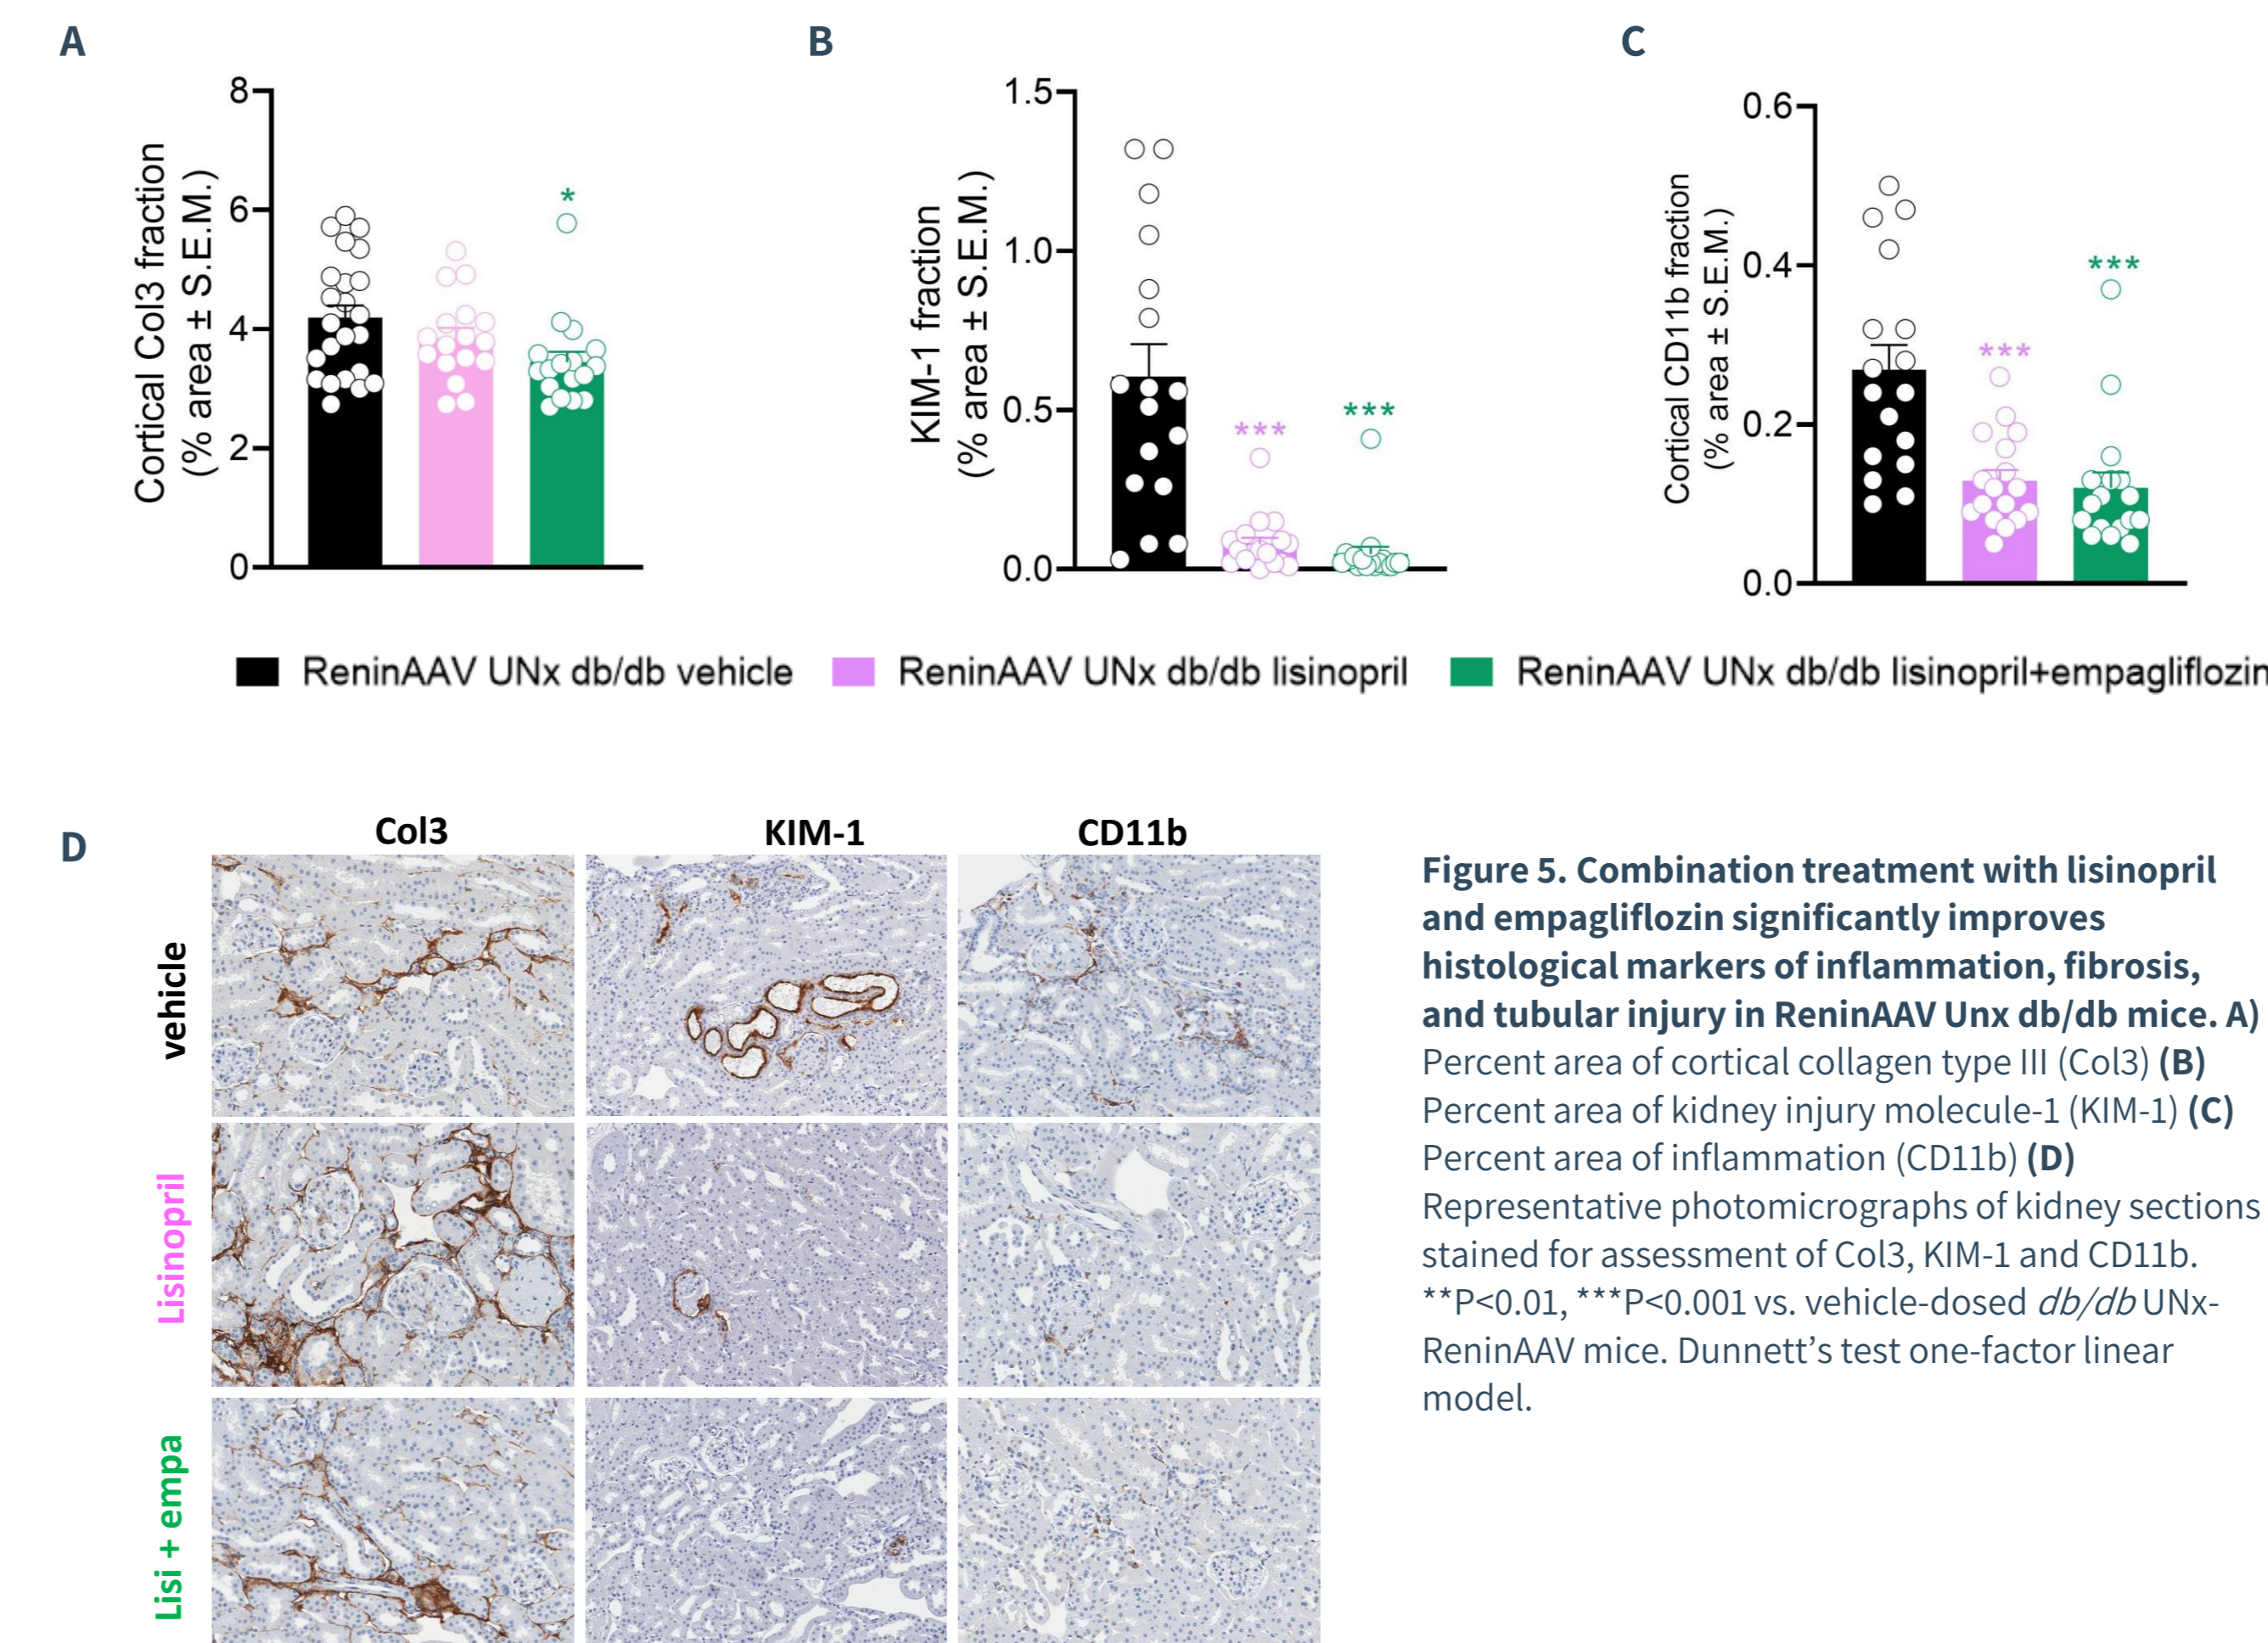 A
B
C
Cortical Col3 fraction
(% area ± S.E.M.)
8
6
4
2
0
*
KIM-1 fraction
(% area ± S.E.M.)
1.5
1.0
0.5
0.0
***
***
Cortical CD11b fraction
(% area ± S.E.M.)
0.6
0.4
0.2
0.0
***
***
ReninAAV UNx db/db vehicle
ReninAAV UNx db/db lisinopril
ReninAAV UNx db/db lisinopril+empagliflozin
D
Col3
KIM-1
CD11b
vehicle
Lisinopril
Lisi + empa
Figure 5. Combination treatment with lisinopril
and empagliflozin significantly improves
histological markers of inflammation, fibrosis,
and tubular injury in ReninAAV Unx db/db mice. A)
Percent area of cortical collagen type III (Col3) (B)
Percent area of kidney injury molecule-1 (KIM-1) (C)
Percent area of inflammation (CD11b) (D)
Representative photomicrographs of kidney sections
stained for assessment of Col3, KIM-1 and CD11b.
**P<0.01, ***P<0.001 vs. vehicle-dosed db/db UNx-
ReninAAV mice. Dunnett’s test one-factor linear
model.